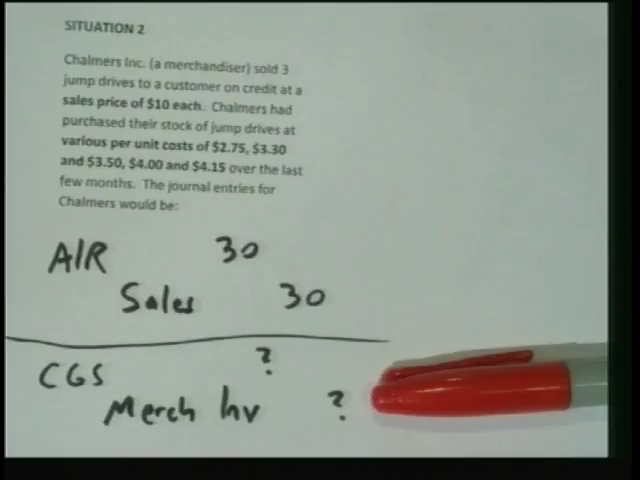 SITUATION 2
Chalmers Inc. (a merchandiser) sold 3
jump drives to a customer on credit at a
sales price of $10 each. Chalmers had
purchased their stock of jump drives at
various per unit costs of $2.75, $3.30
and $3.50, $4.00 and $4.15 over the last
few months. The journal entries for
Chalmers would be:
A/R 30
Sales 30
CGS ?
Merch Inv ?